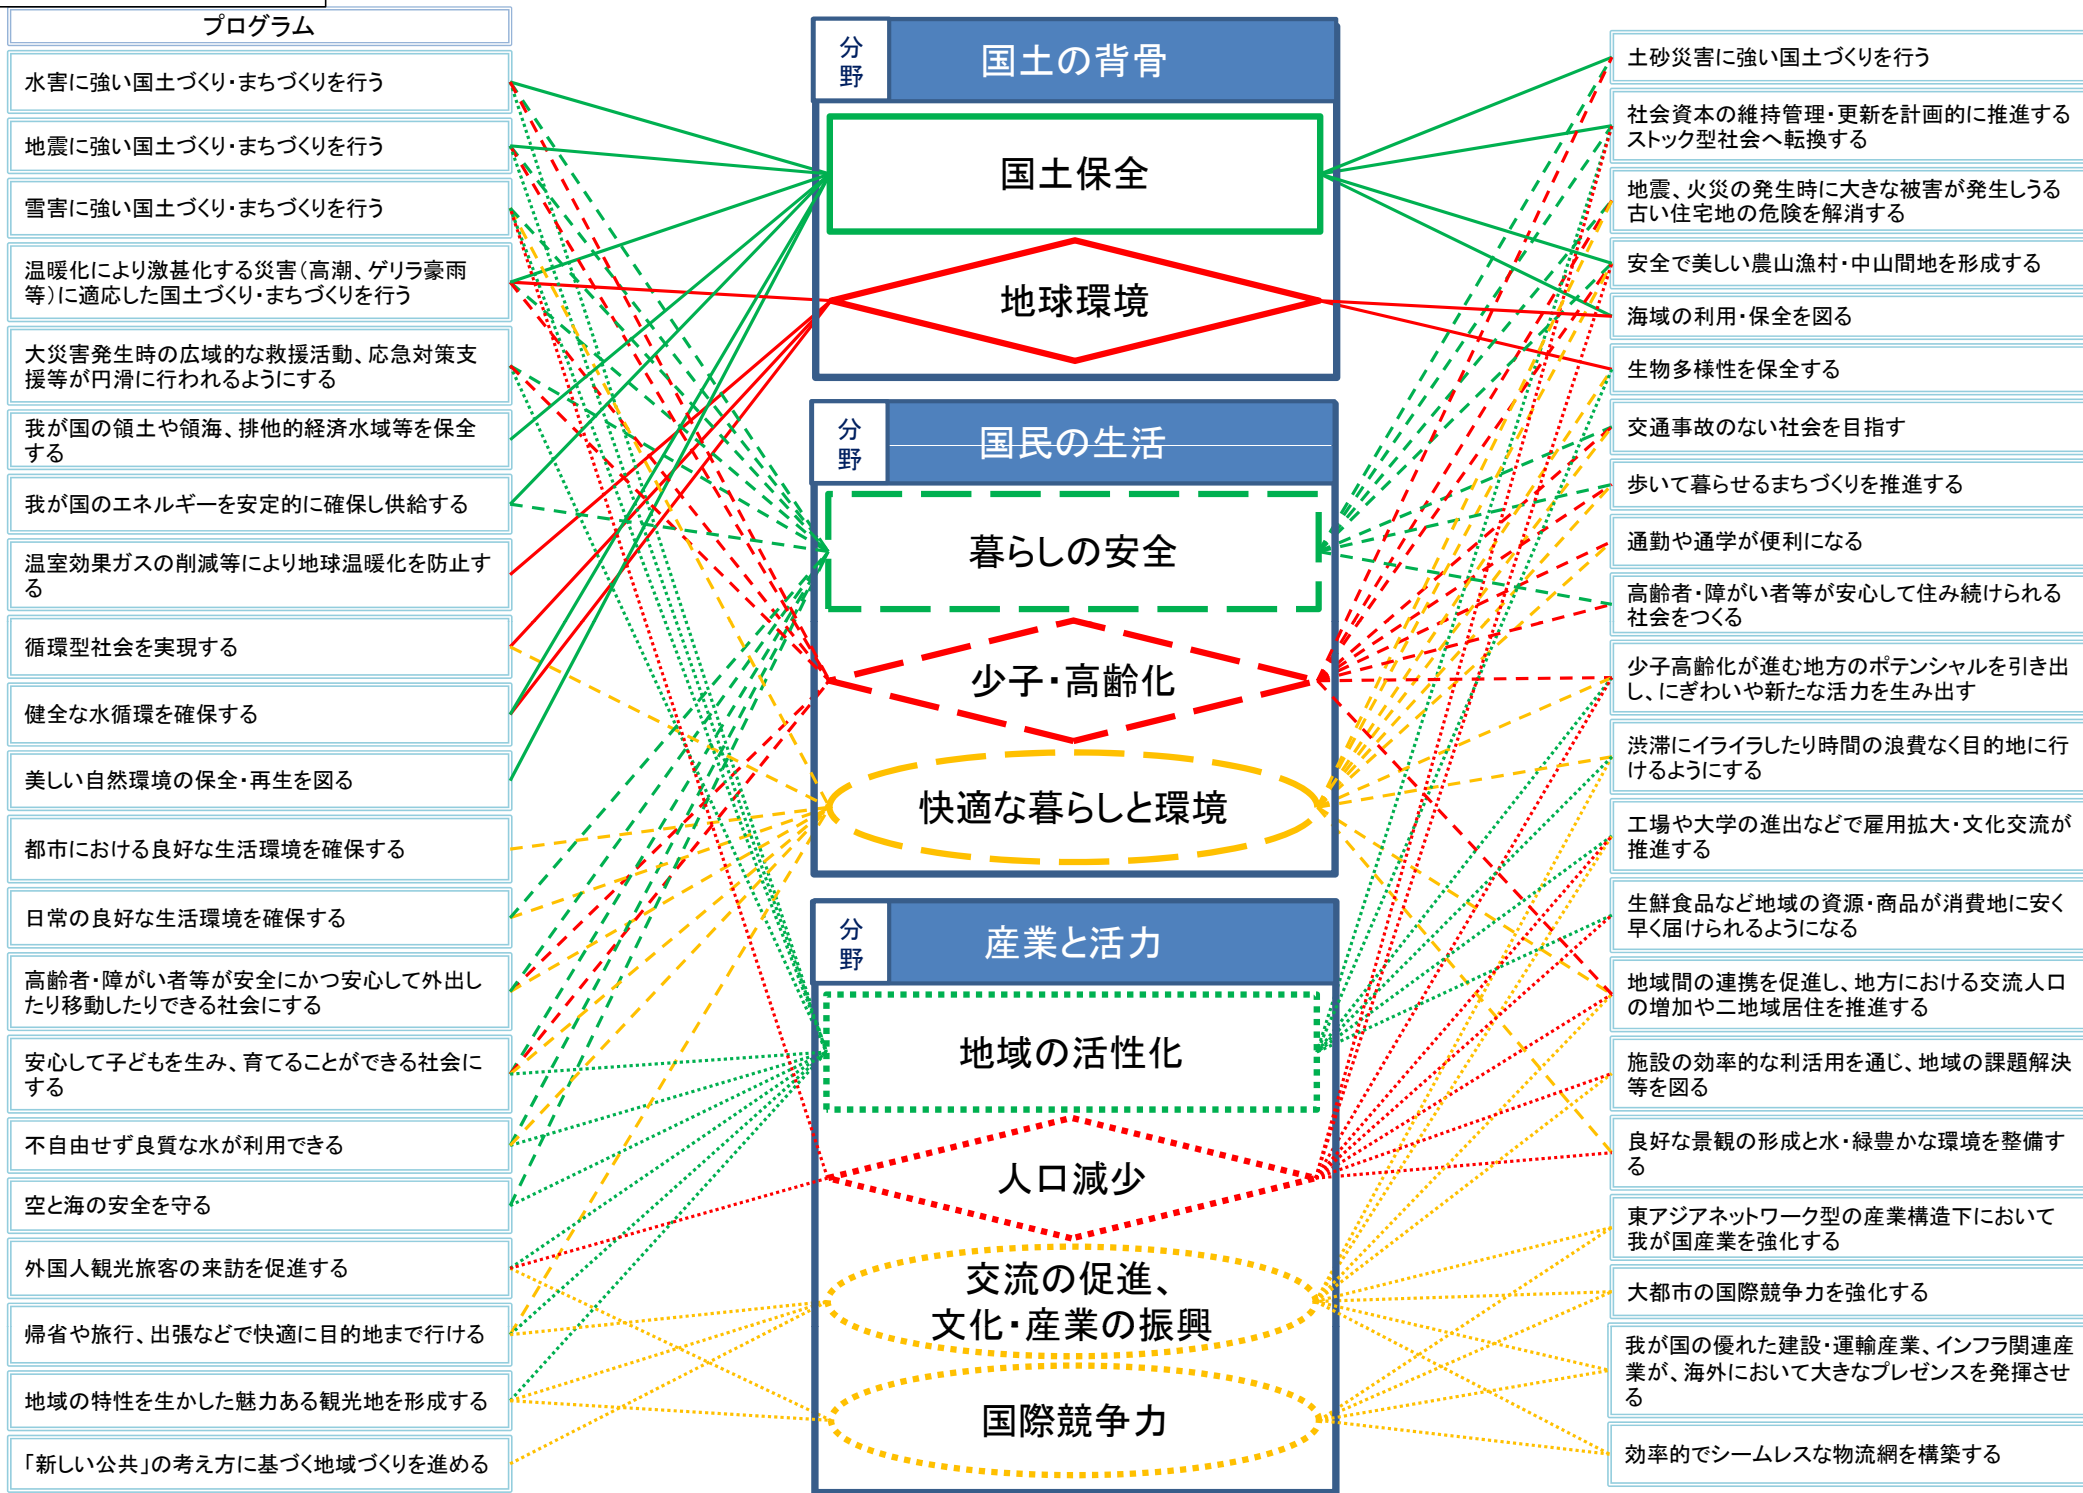 プログラム
水害に強い国土づくり・まちづくりを行う
地震に強い国土づくり・まちづくりを行う
雪害に強い国土づくり・まちづくりを行う
温暖化により激甚化する災害（高潮、ゲリラ豪雨
等）に適応した国土づくり・まちづくりを行う
大災害発生時の広域的な救援活動、応急対策支
援等が円滑に行われるようにする
我が国の領土や領海、排他的経済水域等を保全
する
我が国のエネルギーを安定的に確保し供給する
温室効果ガスの削減等により地球温暖化を防止す
る
循環型社会を実現する
健全な水循環を確保する
美しい自然環境の保全・再生を図る
都市における良好な生活環境を確保する
日常の良好な生活環境を確保する
高齢者・障がい者等が安全にかつ安心して外出し
たり移動したりできる社会にする
安心して子どもを生み、育てることができる社会に
する
不自由せず良質な水が利用できる
空と海の安全を守る
外国人観光旅客の来訪を促進する
帰省や旅行、出張などで快適に目的地まで行ける
地域の特性を生かした魅力ある観光地を形成する
「新しい公共」の考え方に基づく地域づくりを進める
分野
国土の背骨
国土保全
地球環境
分野
国民の生活
暮らしの安全
少子・高齢化
快適な暮らしと環境
分野
産業と活力
地域の活性化
人口減少
交流の促進、
文化・産業の振興
国際競争力
土砂災害に強い国土づくりを行う
社会資本の維持管理・更新を計画的に推進する
ストック型社会へ転換する
地震、火災の発生時に大きな被害が発生しうる
古い住宅地の危険を解消する
安全で美しい農山漁村・中山間地を形成する
海域の利用・保全を図る
生物多様性を保全する
交通事故のない社会を目指す
歩いて暮らせるまちづくりを推進する
通勤や通学が便利になる
高齢者・障がい者等が安心して住み続けられる
社会をつくる
少子高齢化が進む地方のポテンシャルを引き出
し、にぎわいや新たな活力を生み出す
渋滞にイライラしたり時間の浪費なく目的地に行
けるようにする
工場や大学の進出などで雇用拡大・文化交流が
推進する
生鮮食品など地域の資源・商品が消費地に安く
早く届けられるようになる
地域間の連携を促進し、地方における交流人口
の増加や二地域居住を推進する
施設の効率的な利活用を通じ、地域の課題解決
等を図る
良好な景観の形成と水・緑豊かな環境を整備す
る
東アジアネットワーク型の産業構造下において
我が国産業を強化する
大都市の国際競争力を強化する
我が国の優れた建設・運輸産業、インフラ関連産
業が、海外において大きなプレゼンスを発揮させ
る
効率的でシームレスな物流網を構築する